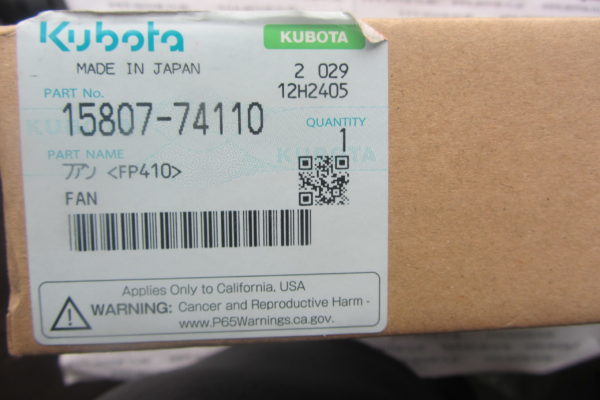 Kubota
KUBOTA
MADE IN JAPAN
2 029
PART No.
12H2405
15807-74110
QUANTITY
1
PART NAME
KUBOTA
ファン <FP410>
FAN
Applies Only to California, USA
WARNING: Cancer and Reproductive Harm -
www.P65Warnings.ca.gov.